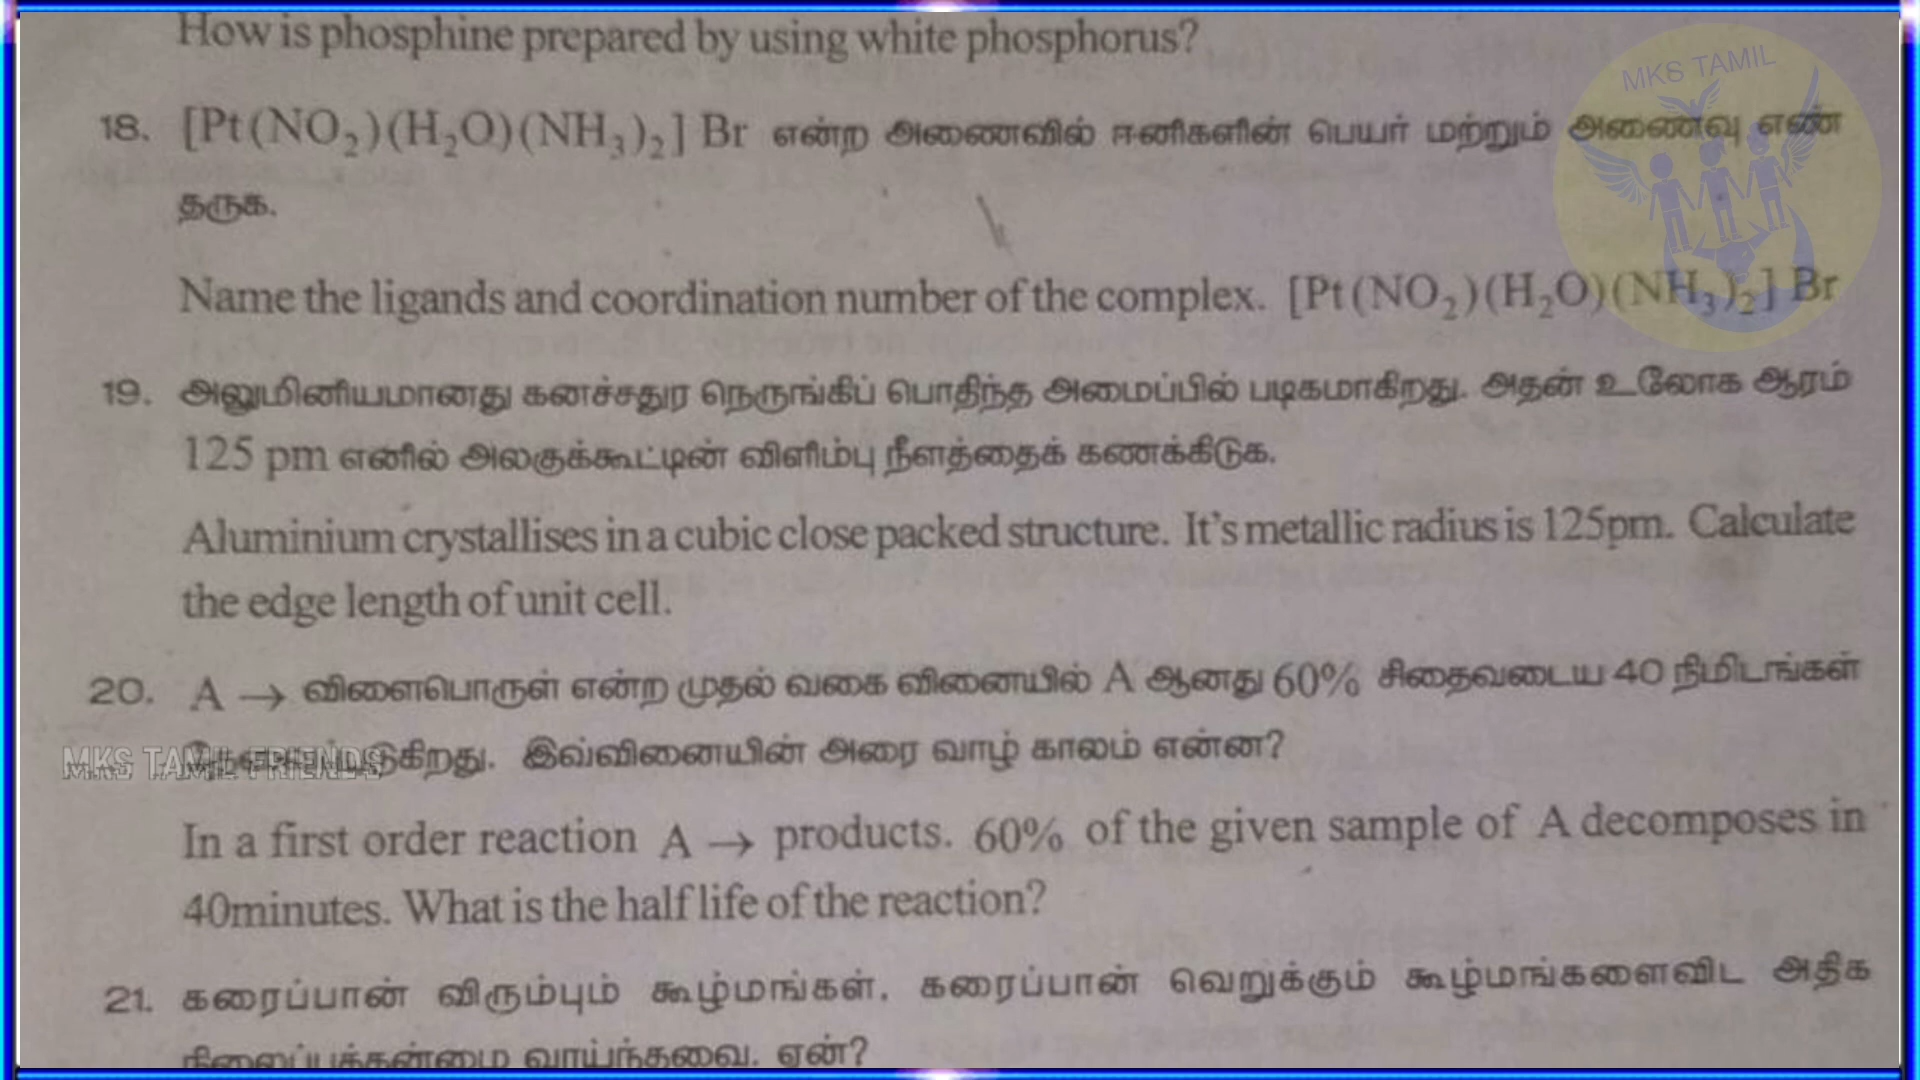 How is phosphine prepared by using white phosphorus?
MKS TAMIL
18. [Pt(NO₂)(H₂O)(NH₃)₂] Br என்ற அணைவில் ஈனிகளின் பெயர் மற்றும் அணைவு எண்
தருக.
Name the ligands and coordination number of the complex. [Pt(NO₂)(H₂O)(NH₃)₂] Br
19. அலுமினியமானது கனச்சதுர நெருங்கிப் பொதிந்த அமைப்பில் படிகமாகிறது. அதன் உலோக ஆரம்
125 pm எனில் அலகுக்கூட்டின் விளிம்பு நீளத்தைக் கணக்கீடுக.
Aluminium crystallises in a cubic close packed structure. It's metallic radius is 125pm. Calculate
the edge length of unit cell.
20. A → விளைபொருள் என்ற முதல் வகை வினையில் A ஆனது 60% சிதைவடைய 40 நிமிடங்கள்
MKS TAMIL FRIENDS
இவ்வினையின் அரை வாழ் காலம் என்ன?
In a first order reaction A → products. 60% of the given sample of A decomposes in
40minutes. What is the half life of the reaction?
21. கரைப்பான் விரும்பும் கூழ்மங்கள், கரைப்பான் வெறுக்கும் கூழ்மங்களைவிட அதிக
நிலைப்புத்தன்மை வாய்ந்தவை. ஏன்?